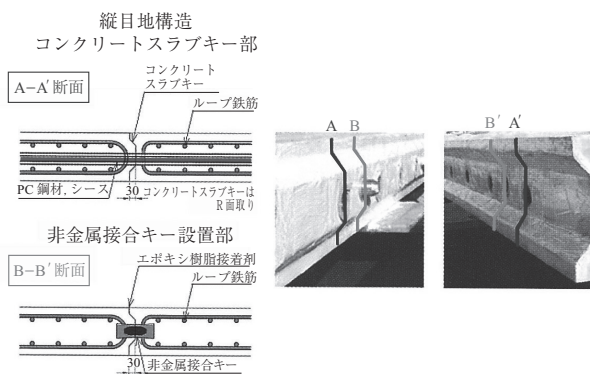 縦目地構造
コンクリートスラブキー部
A-A′断面
コンクリート
スラブキー
ループ鉄筋
PC鋼材,シース
30
コンクリートスラブキーは
R面取り
非金属接合キー設置部
B-B′断面
エポキシ樹脂接着剤
ループ鉄筋
30
非金属接合キー
A B
B′ A′